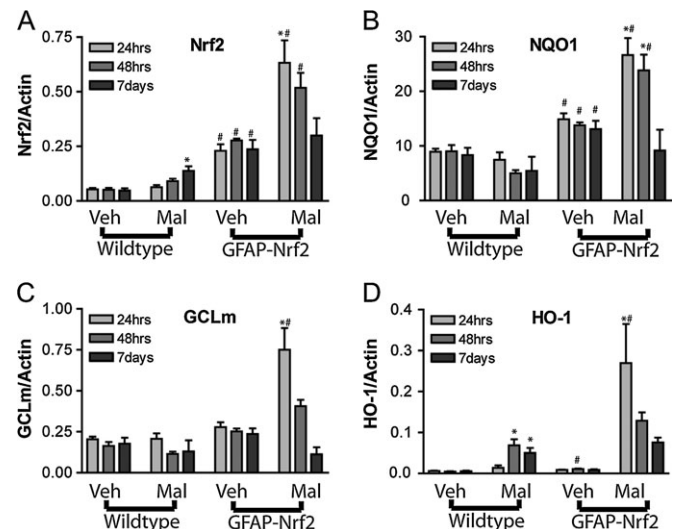 A
Nrf2
Nrf2/Actin
0.75
0.50
0.25
0.00
24hrs
48hrs
7days
*
#
#
#
*#
#
Veh
Mal
Veh
Mal
Wildtype
GFAP-Nrf2
B
NQO1
NQO1/Actin
30
20
10
0
24hrs
48hrs
7days
#
#
#
*#
*#
Veh
Mal
Veh
Mal
Wildtype
GFAP-Nrf2
C
GCLm
GCLm/Actin
1.00
0.75
0.50
0.25
0.00
24hrs
48hrs
7days
*#
Veh
Mal
Veh
Mal
Wildtype
GFAP-Nrf2
D
HO-1
HO-1/Actin
0.4
0.3
0.2
0.1
0.0
24hrs
48hrs
7days
*
*
#
*#
Veh
Mal
Veh
Mal
Wildtype
GFAP-Nrf2